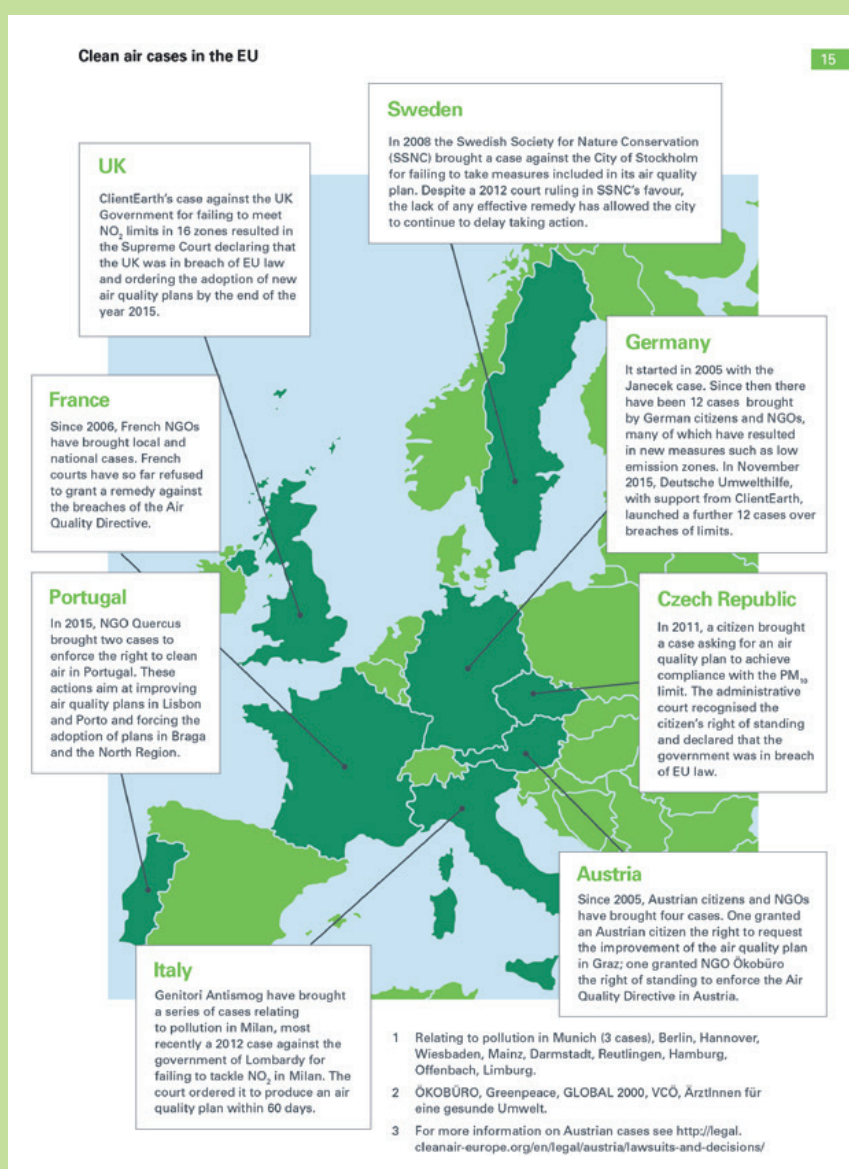 Clean air cases in the EU
15
Sweden
In 2008 the Swedish Society for Nature Conservation
(SSNC) brought a case against the City of Stockholm
for failing to take measures included in its air quality
plan. Despite a 2012 court ruling in SSNC's favour,
the lack of any effective remedy has allowed the city
to continue to delay taking action.
UK
ClientEarth's case against the UK
Government for failing to meet
NO₂ limits in 16 zones resulted in
the Supreme Court declaring that
the UK was in breach of EU law
and ordering the adoption of new
air quality plans by the end of the
year 2015.
Germany
It started in 2005 with the
Janecek case. Since then there
have been 12 cases brought
by German citizens and NGOs,
many of which have resulted
in new measures such as low
emission zones. In November
2015, Deutsche Umwelthilfe,
with support from ClientEarth,
launched a further 12 cases over
breaches of limits.
France
Since 2006, French NGOs
have brought local and
national cases. French
courts have so far refused
to grant a remedy against
the breaches of the Air
Quality Directive.
Portugal
In 2015, NGO Quercus
brought two cases to
enforce the right to clean
air in Portugal. These
actions aim at improving
air quality plans in Lisbon
and Porto and forcing the
adoption of plans in Braga
and the North Region.
Czech Republic
In 2011, a citizen brought
a case asking for an air
quality plan to achieve
compliance with the PM₁₀
limit. The administrative
court recognised the
citizen's right of standing
and declared that the
government was in breach
of EU law.
Austria
Since 2005, Austrian citizens and NGOs
have brought four cases. One granted
an Austrian citizen the right to request
the improvement of the air quality plan
in Graz; one granted NGO Ökobüro
the right of standing to enforce the Air
Quality Directive in Austria.
Italy
Genitori Antismog have brought
a series of cases relating
to pollution in Milan, most
recently a 2012 case against the
government of Lombardy for
failing to tackle NO₂ in Milan. The
court ordered it to produce an air
quality plan within 60 days.
1 Relating to pollution in Munich (3 cases), Berlin, Hannover,
Wiesbaden, Mainz, Darmstadt, Reutlingen, Hamburg,
Offenbach, Limburg.
2 ÖKOBÜRO, Greenpeace, GLOBAL 2000, VCÖ, ÄrztInnen für
eine gesunde Umwelt.
3 For more information on Austrian cases see http://legal.
cleanair-europe.org/en/legal/austria/lawsuits-and-decisions/